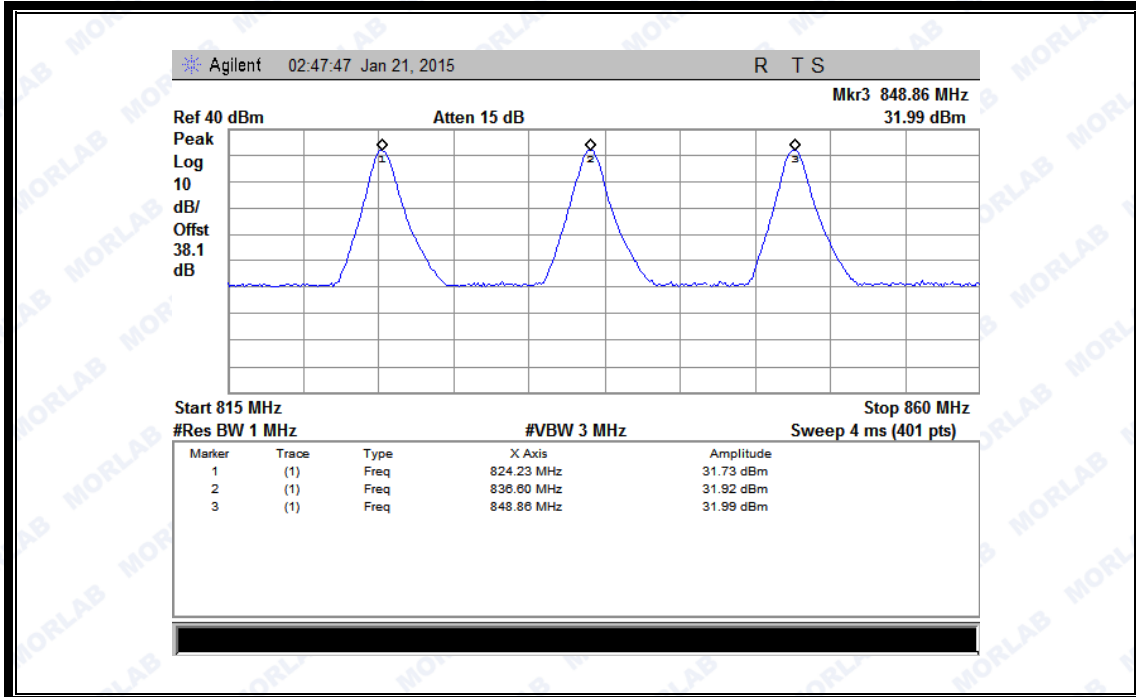 Agilent 02:47:47 Jan 21, 2015 R T S
Mkr3 848.86 MHz
Ref 40 dBm Atten 15 dB 31.99 dBm
Peak
Log
10
dB/
Offst
38.1
dB
1 2 3
Start 815 MHz Stop 860 MHz
#Res BW 1 MHz #VBW 3 MHz Sweep 4 ms (401 pts)
Marker Trace Type X Axis Amplitude
1 (1) Freq 824.23 MHz 31.73 dBm
2 (1) Freq 836.60 MHz 31.92 dBm
3 (1) Freq 848.86 MHz 31.99 dBm
MORLAB